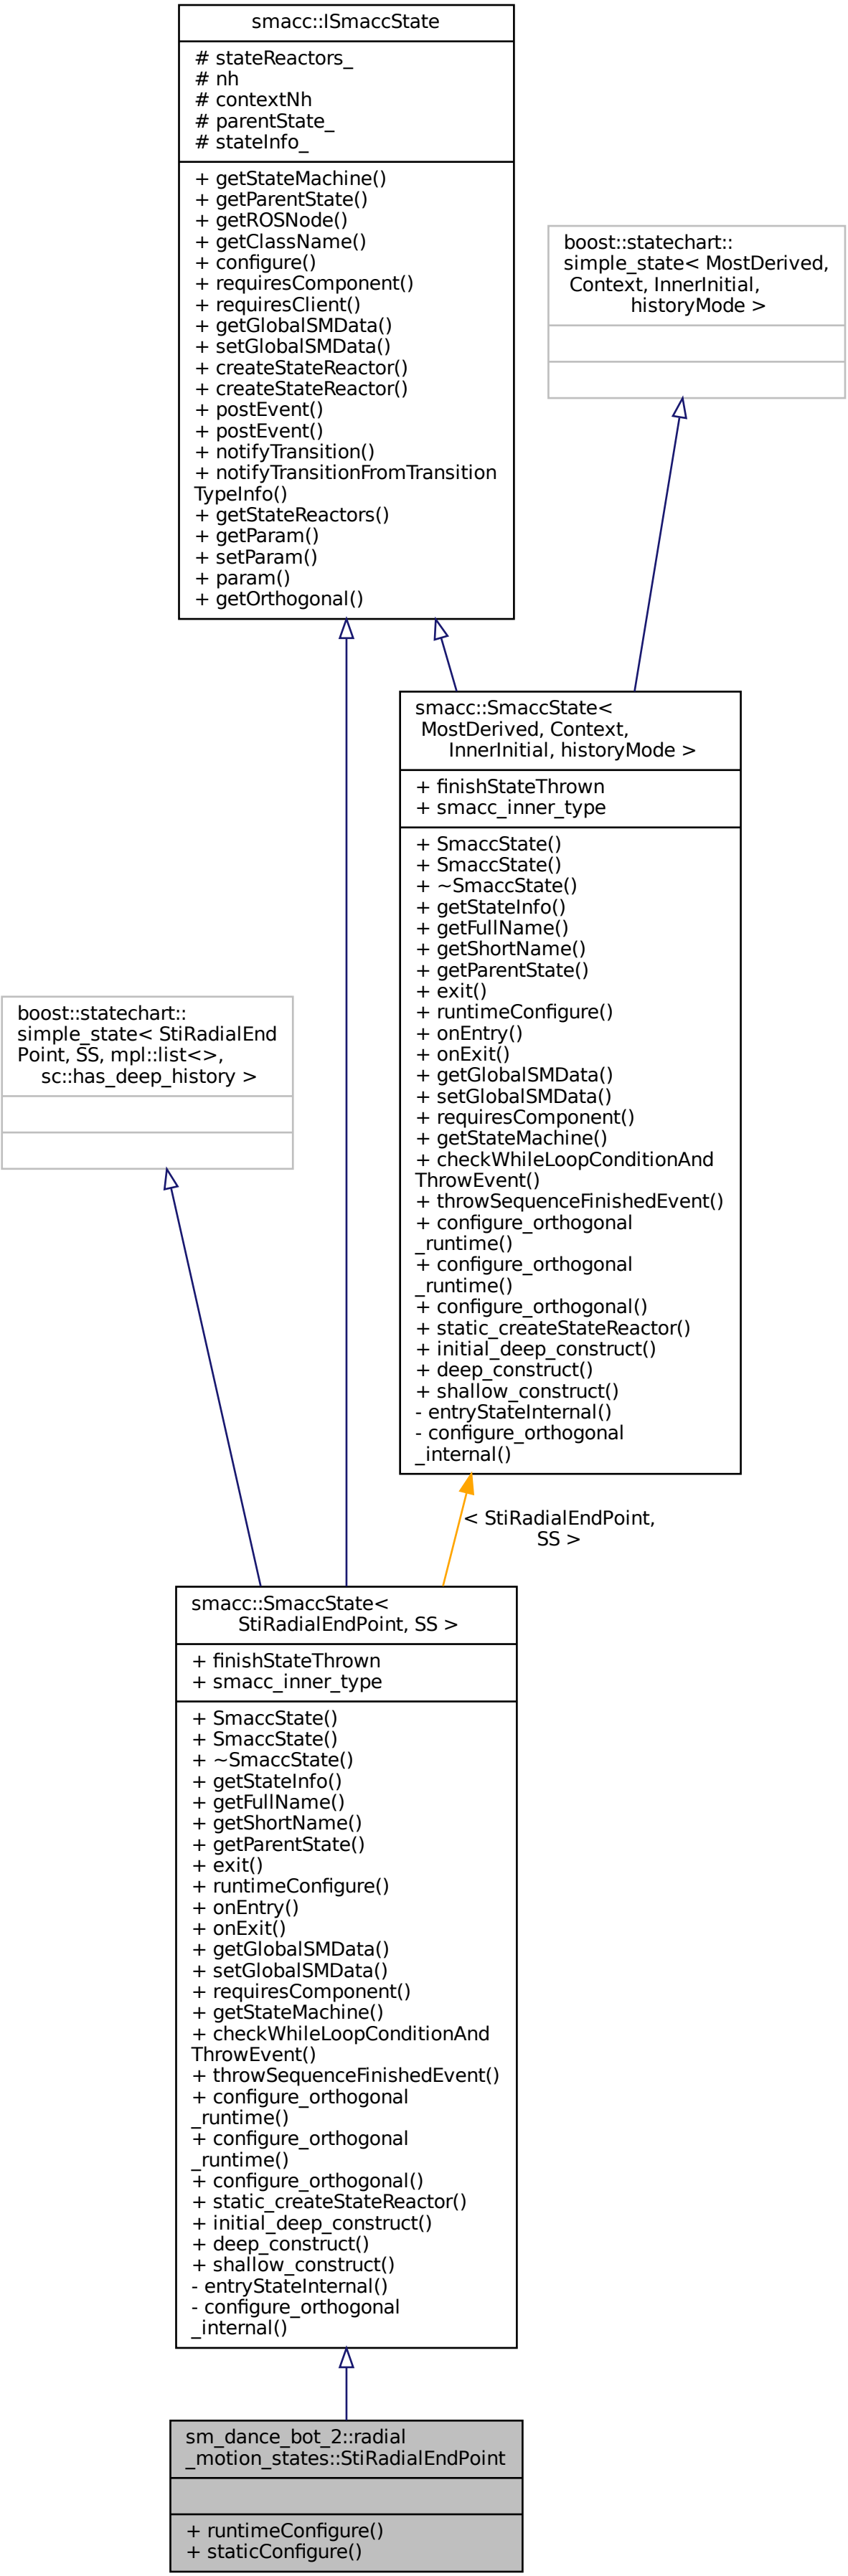 smacc::ISmaccState
# stateReactors_
# nh
# contextNh
# parentState_
# stateInfo_
+ getStateMachine()
+ getParentState()
+ getROSNode()
+ getClassName()
+ configure()
+ requiresComponent()
+ requiresClient()
+ getGlobalSMData()
+ setGlobalSMData()
+ createStateReactor()
+ createStateReactor()
+ postEvent()
+ postEvent()
+ notifyTransition()
+ notifyTransitionFromTransition
TypeInfo()
+ getStateReactors()
+ getParam()
+ setParam()
+ param()
+ getOrthogonal()
boost::statechart::
simple_state< MostDerived,
Context, InnerInitial,
historyMode >
smacc::SmaccState<
MostDerived, Context,
InnerInitial, historyMode >
+ finishStateThrown
+ smacc_inner_type
+ SmaccState()
+ SmaccState()
+ ~SmaccState()
+ getStateInfo()
+ getFullName()
+ getShortName()
+ getParentState()
+ exit()
+ runtimeConfigure()
+ onEntry()
+ onExit()
+ getGlobalSMData()
+ setGlobalSMData()
+ requiresComponent()
+ getStateMachine()
+ checkWhileLoopConditionAnd
ThrowEvent()
+ throwSequenceFinishedEvent()
+ configure_orthogonal
_runtime()
+ configure_orthogonal
_runtime()
+ configure_orthogonal()
+ static_createStateReactor()
+ initial_deep_construct()
+ deep_construct()
+ shallow_construct()
- entryStateInternal()
- configure_orthogonal
_internal()
boost::statechart::
simple_state< StiRadialEnd
Point, SS, mpl::list<>,
sc::has_deep_history >
< StiRadialEndPoint,
SS >
smacc::SmaccState<
StiRadialEndPoint, SS >
+ finishStateThrown
+ smacc_inner_type
+ SmaccState()
+ SmaccState()
+ ~SmaccState()
+ getStateInfo()
+ getFullName()
+ getShortName()
+ getParentState()
+ exit()
+ runtimeConfigure()
+ onEntry()
+ onExit()
+ getGlobalSMData()
+ setGlobalSMData()
+ requiresComponent()
+ getStateMachine()
+ checkWhileLoopConditionAnd
ThrowEvent()
+ throwSequenceFinishedEvent()
+ configure_orthogonal
_runtime()
+ configure_orthogonal
_runtime()
+ configure_orthogonal()
+ static_createStateReactor()
+ initial_deep_construct()
+ deep_construct()
+ shallow_construct()
- entryStateInternal()
- configure_orthogonal
_internal()
sm_dance_bot_2::radial
_motion_states::StiRadialEndPoint
+ runtimeConfigure()
+ staticConfigure()